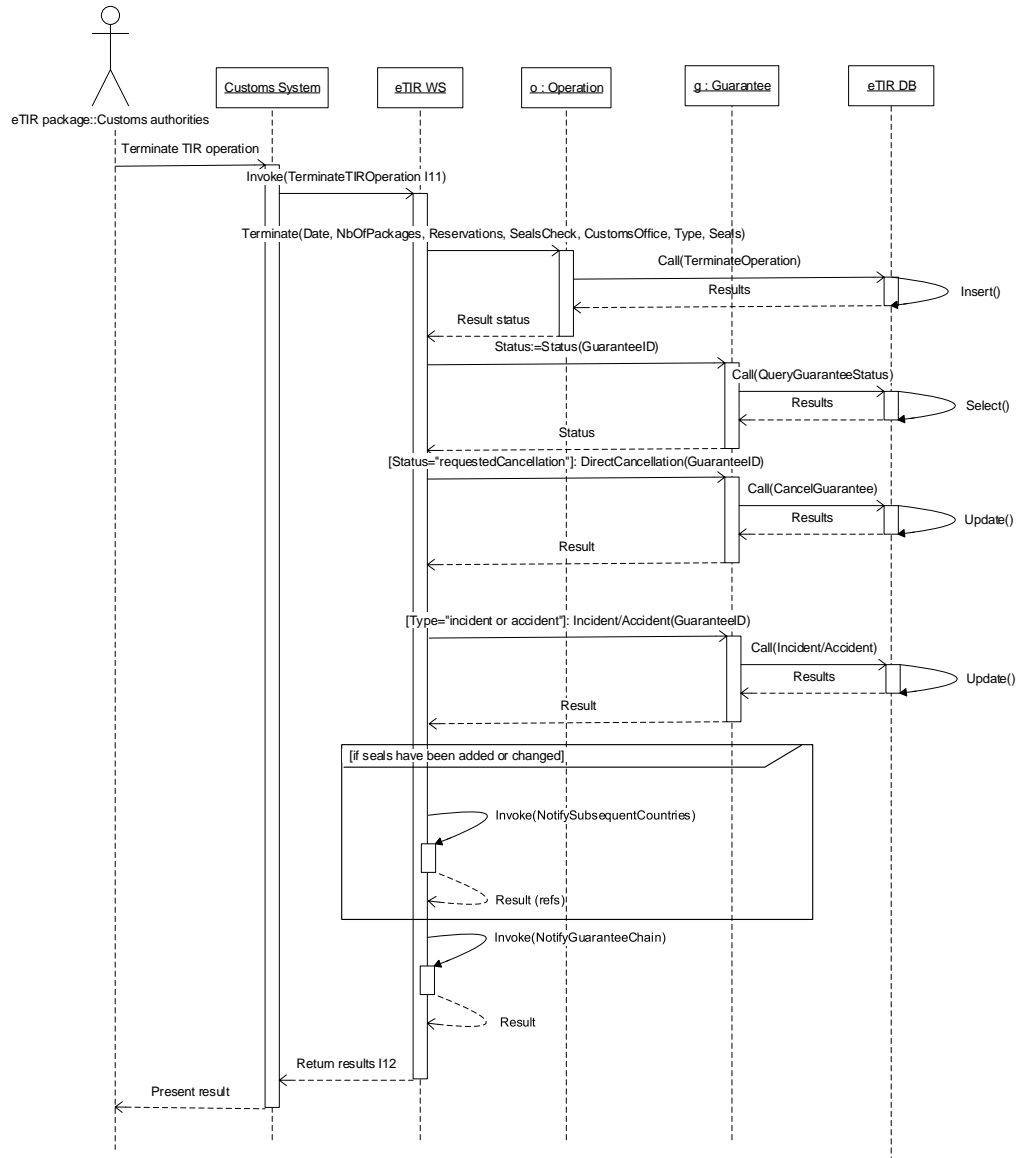 Customs System
eTIR WS
o : Operation
g : Guarantee
eTIR DB
eTIR package::Customs authorities
Terminate TIR operation
Invoke(TerminateTIROperation I11)
Terminate(Date, NbOfPackages, Reservations, SealsCheck, CustomsOffice, Type, Seals)
Call(TerminateOperation)
Results
Insert()
Result status
Status:=Status(GuaranteeID)
Call(QueryGuaranteeStatus)
Results
Select()
Status
[Status="requestedCancellation"]: DirectCancellation(GuaranteeID)
Call(CancelGuarantee)
Results
Update()
Result
[Type="incident or accident"]: Incident/Accident(GuaranteeID)
Call(Incident/Accident)
Results
Update()
Result
[if seals have been added or changed]
Invoke(NotifySubsequentCountries)
Result (refs)
Invoke(NotifyGuaranteeChain)
Result
Return results I12
Present result